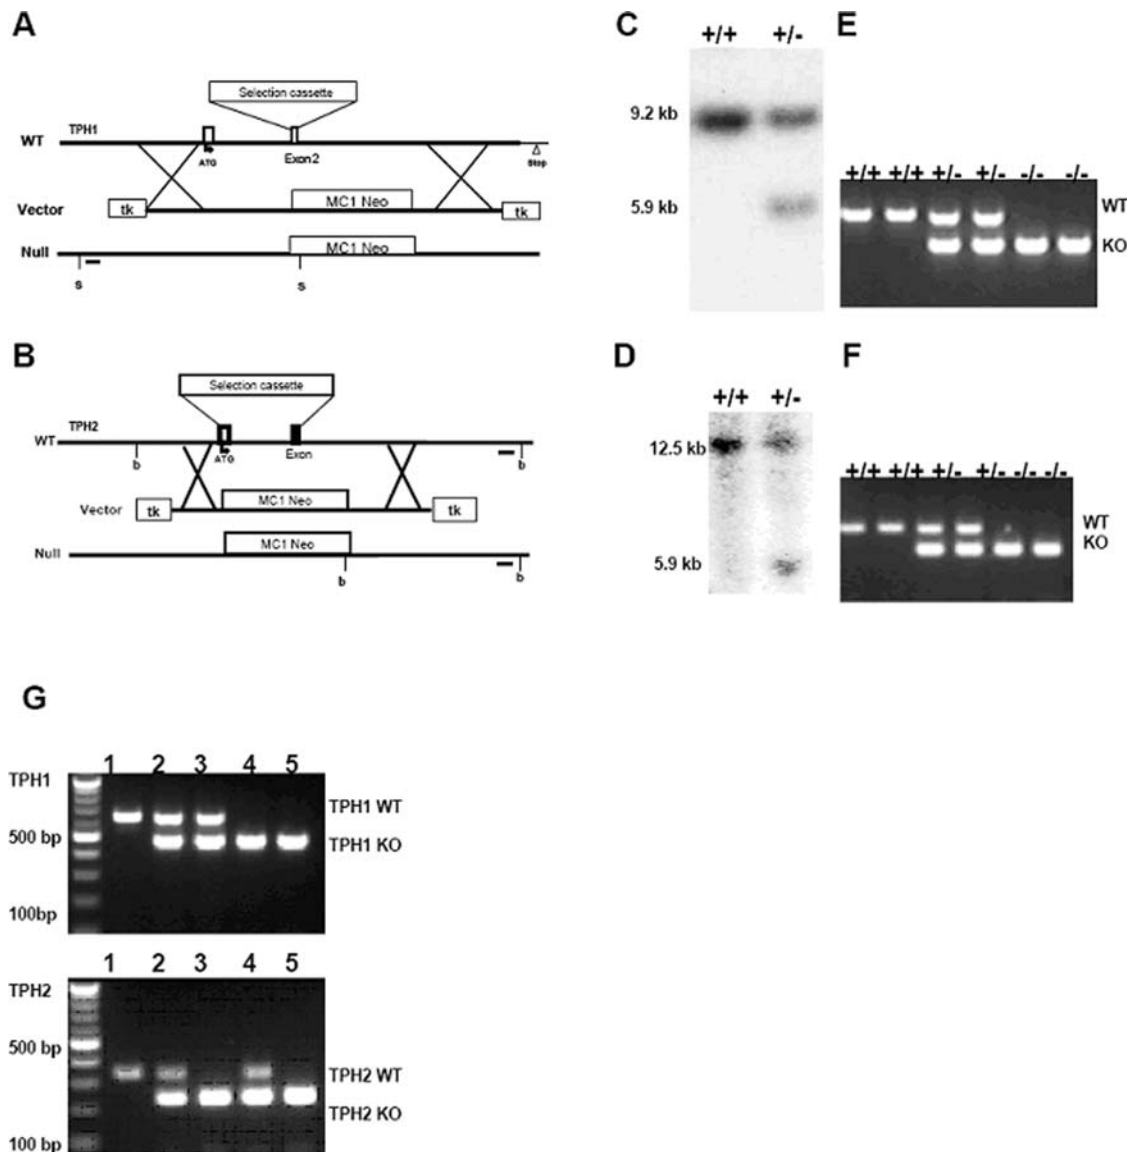 A
Selection cassette
WT
TPH1
ATG
Exon2
Stop
Vector
tk
MC1 Neo
tk
Null
MC1 Neo
s
s
B
Selection cassette
WT
TPH2
b
ATG
Exon
b
Vector
tk
MC1 Neo
tk
Null
MC1 Neo
b
b
C
+/+ +/-
9.2 kb
5.9 kb
D
+/+ +/-
12.5 kb
5.9 kb
E
+/+ +/+ +/- +/- -/- -/-
WT
KO
F
+/+ +/+ +/- +/- -/- -/-
WT
KO
G
1 2 3 4 5
TPH1
TPH1 WT
500 bp
TPH1 KO
100bp
1 2 3 4 5
TPH2
500 bp
TPH2 WT
TPH2 KO
100 bp